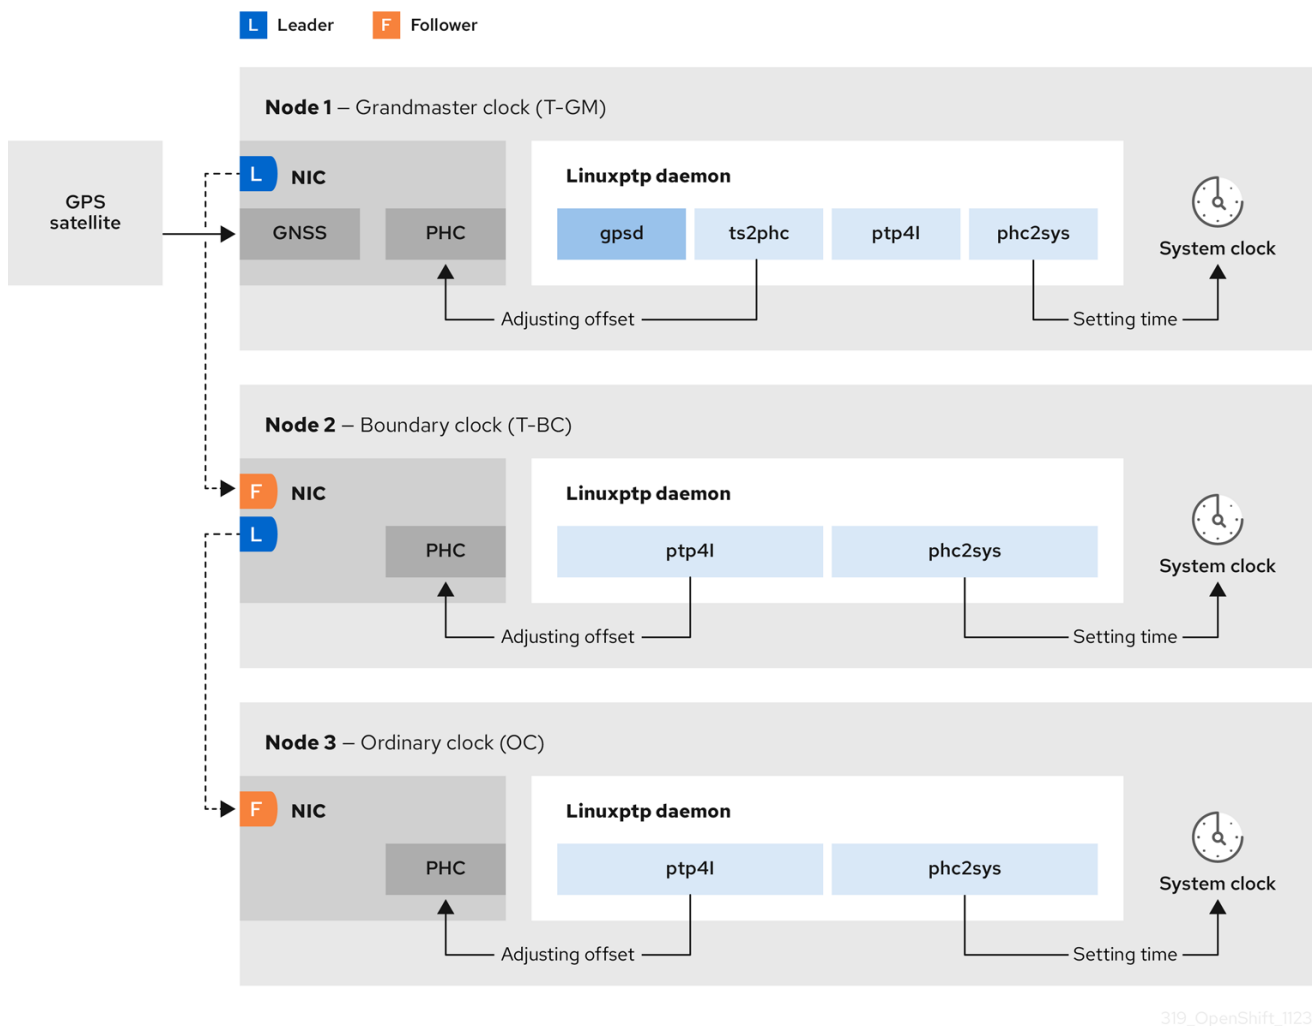 L Leader F Follower
Node 1 – Grandmaster clock (T-GM)
GPS
satellite
L NIC
GNSS PHC
Linuxptp daemon
gpsd ts2phc ptp4l phc2sys
System clock
Adjusting offset
Setting time
Node 2 – Boundary clock (T-BC)
F NIC
L
PHC
Linuxptp daemon
ptp4l phc2sys
System clock
Adjusting offset
Setting time
Node 3 – Ordinary clock (OC)
F NIC
PHC
Linuxptp daemon
ptp4l phc2sys
System clock
Adjusting offset
Setting time
319_OpenShift_1123